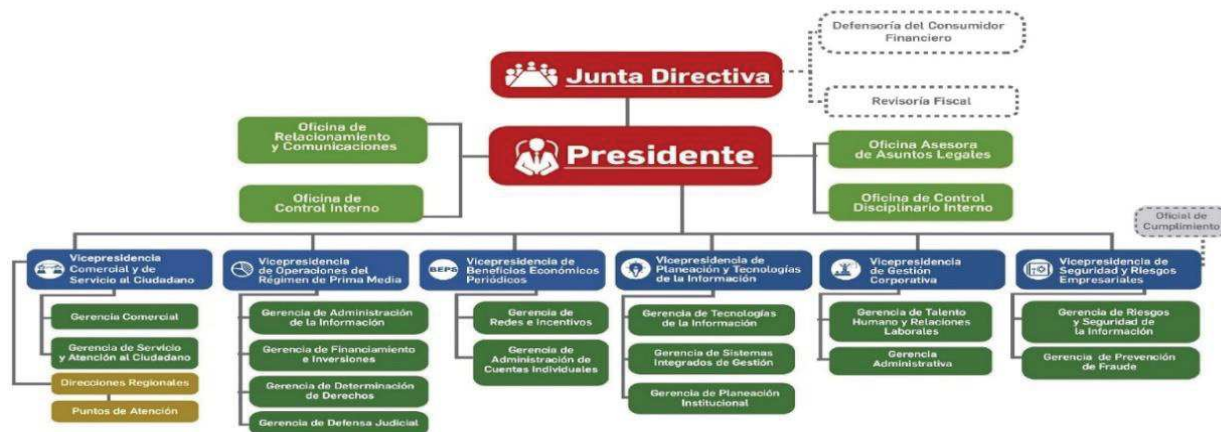 Defensoría del Consumidor
Financiero
Junta Directiva
Revisoría Fiscal
Oficina de
Relacionamiento
y Comunicaciones
Presidente
Oficina Asesora
de Asuntos Legales
Oficina de
Control Interno
Oficina de Control
Disciplinario Interno
Oficial de
Cumplimiento
Vicepresidencia
Comercial y de
Servicio al Ciudadano
Vicepresidencia
de Operaciones del
Régimen de Prima Media
BEPS
Vicepresidencia de
Beneficios Económicos
Periódicos
Vicepresidencia
de Planeación y Tecnologías
de la Información
Vicepresidencia
de Gestión
Corporativa
Vicepresidencia de
Seguridad y Riesgos
Empresariales
Gerencia Comercial
Gerencia de Servicio
y Atención al Ciudadano
Direcciones Regionales
Puntos de Atención
Gerencia de Administración
de la Información
Gerencia de Financiamiento
e Inversiones
Gerencia de Determinación
de Derechos
Gerencia de Defensa Judicial
Gerencia de
Redes e Incentivos
Gerencia de
Administración de
Cuentas Individuales
Gerencia de Tecnologías
de la Información
Gerencia de Sistemas
Integrados de Gestión
Gerencia de Planeación
Institucional
Gerencia de Talento
Humano y Relaciones
Laborales
Gerencia
Administrativa
Gerencia de Riesgos
y Seguridad de
la Información
Gerencia de Prevención
de Fraude